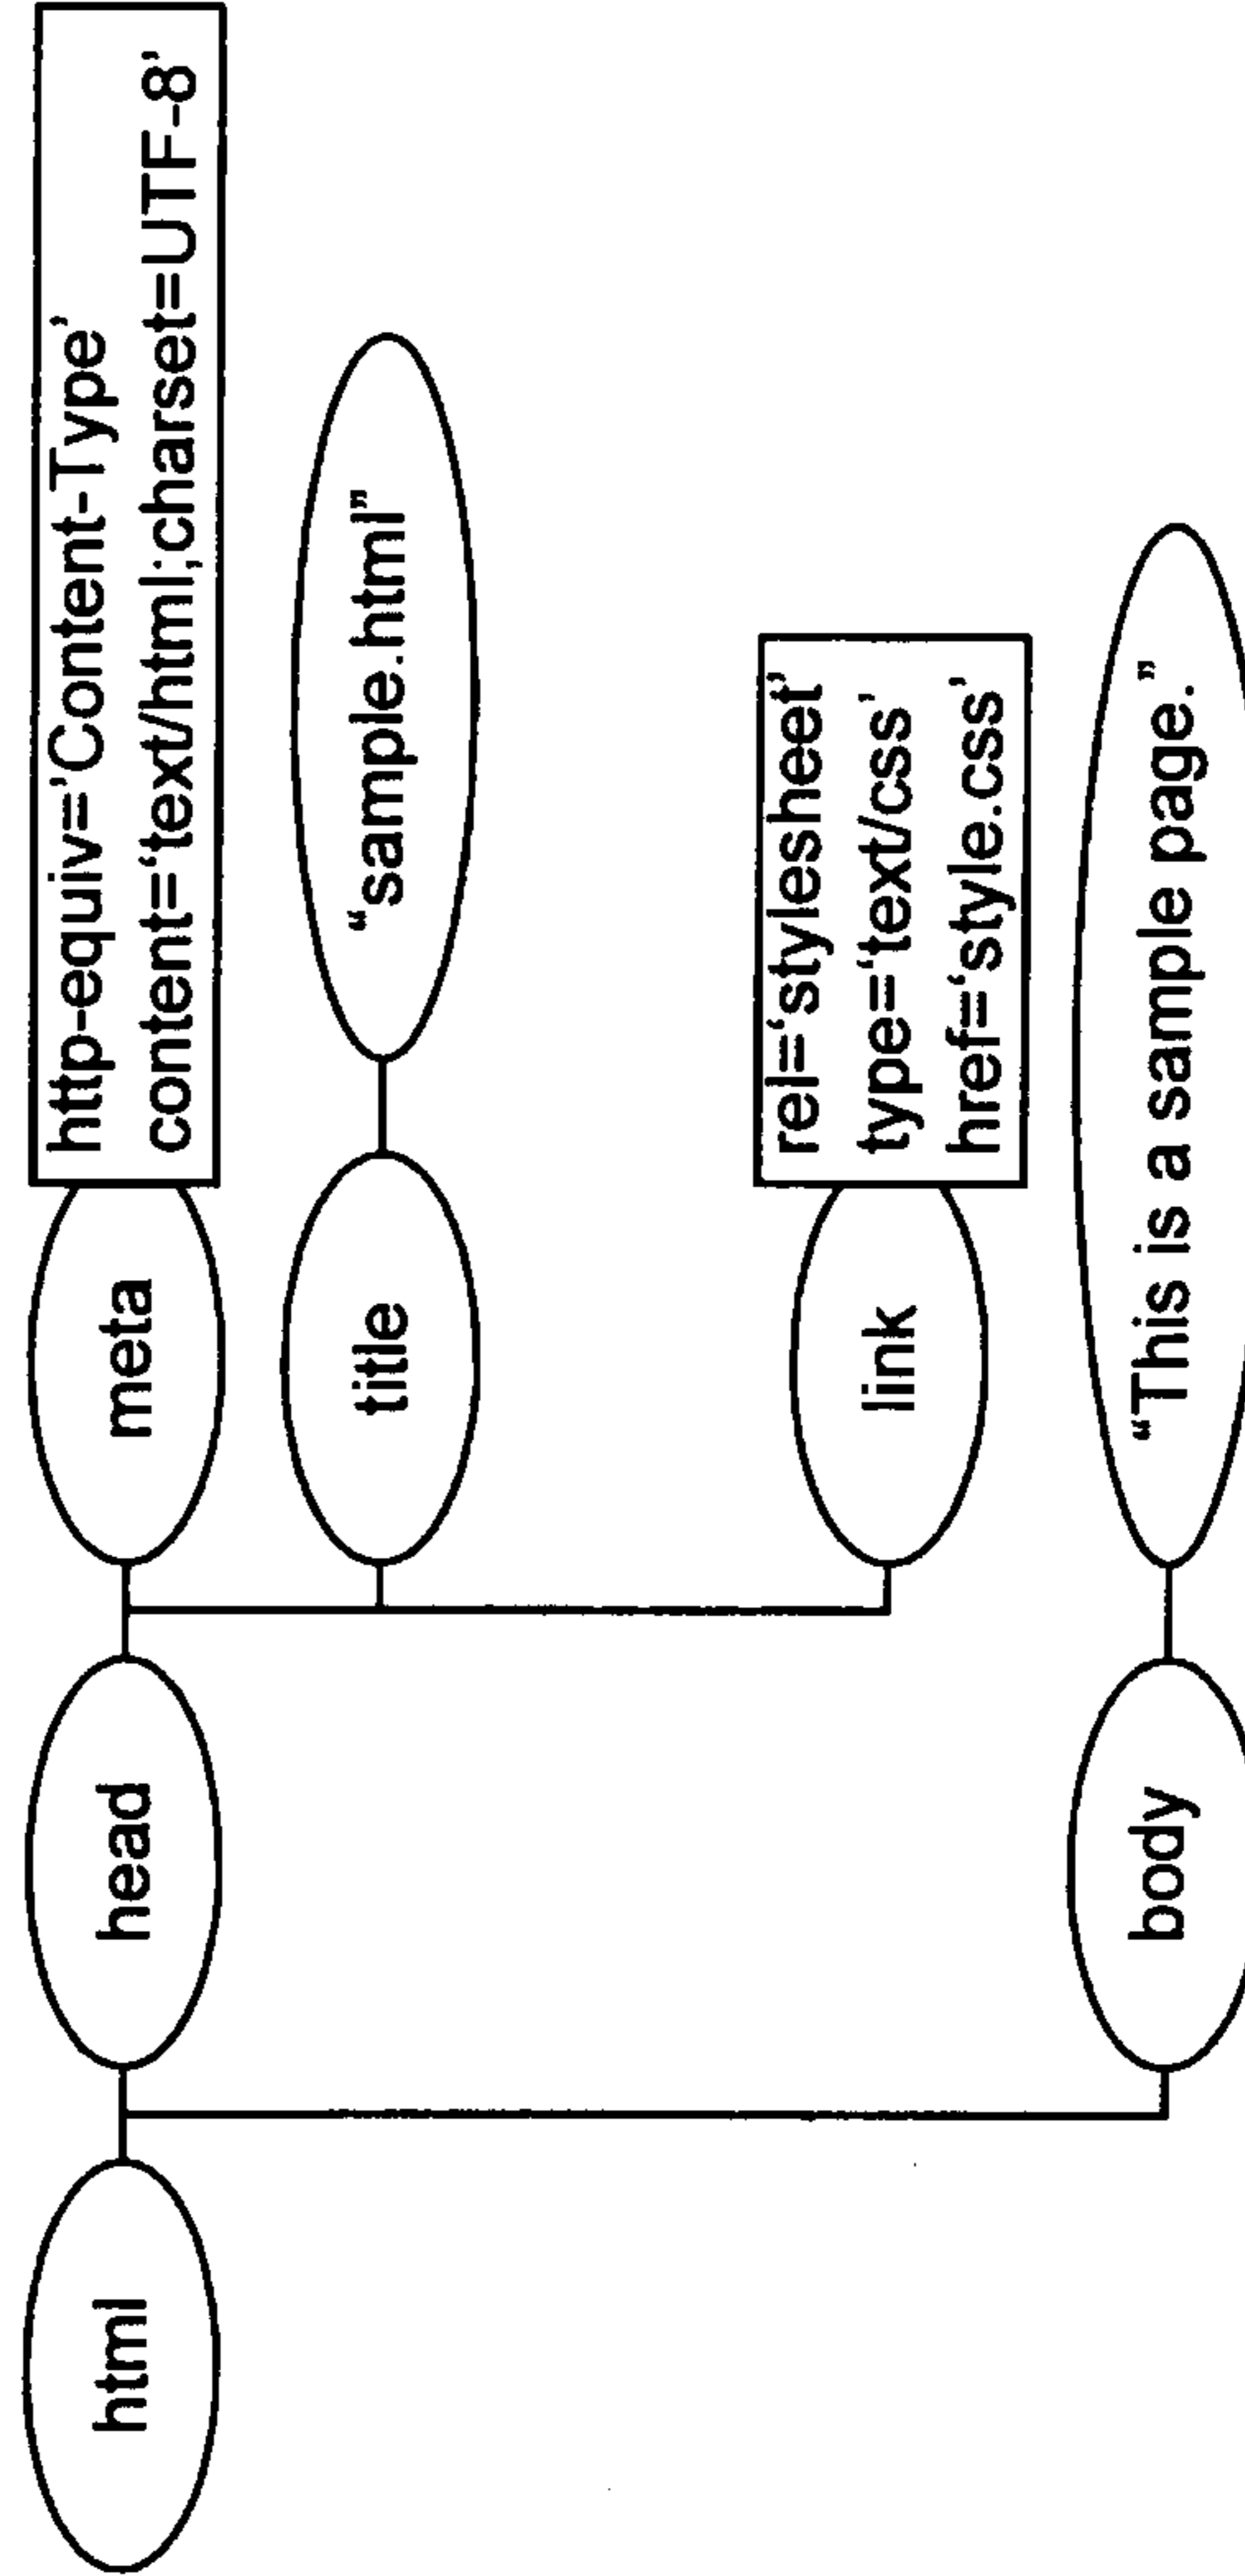 html
head
meta
http-equiv=’Content-Type’
content=‘text/html;charset=UTF-8’
title
“sample.html”
link
rel=‘stylesheet’
type=‘text/css’
href=‘style.css’
body
“This is a sample page.”